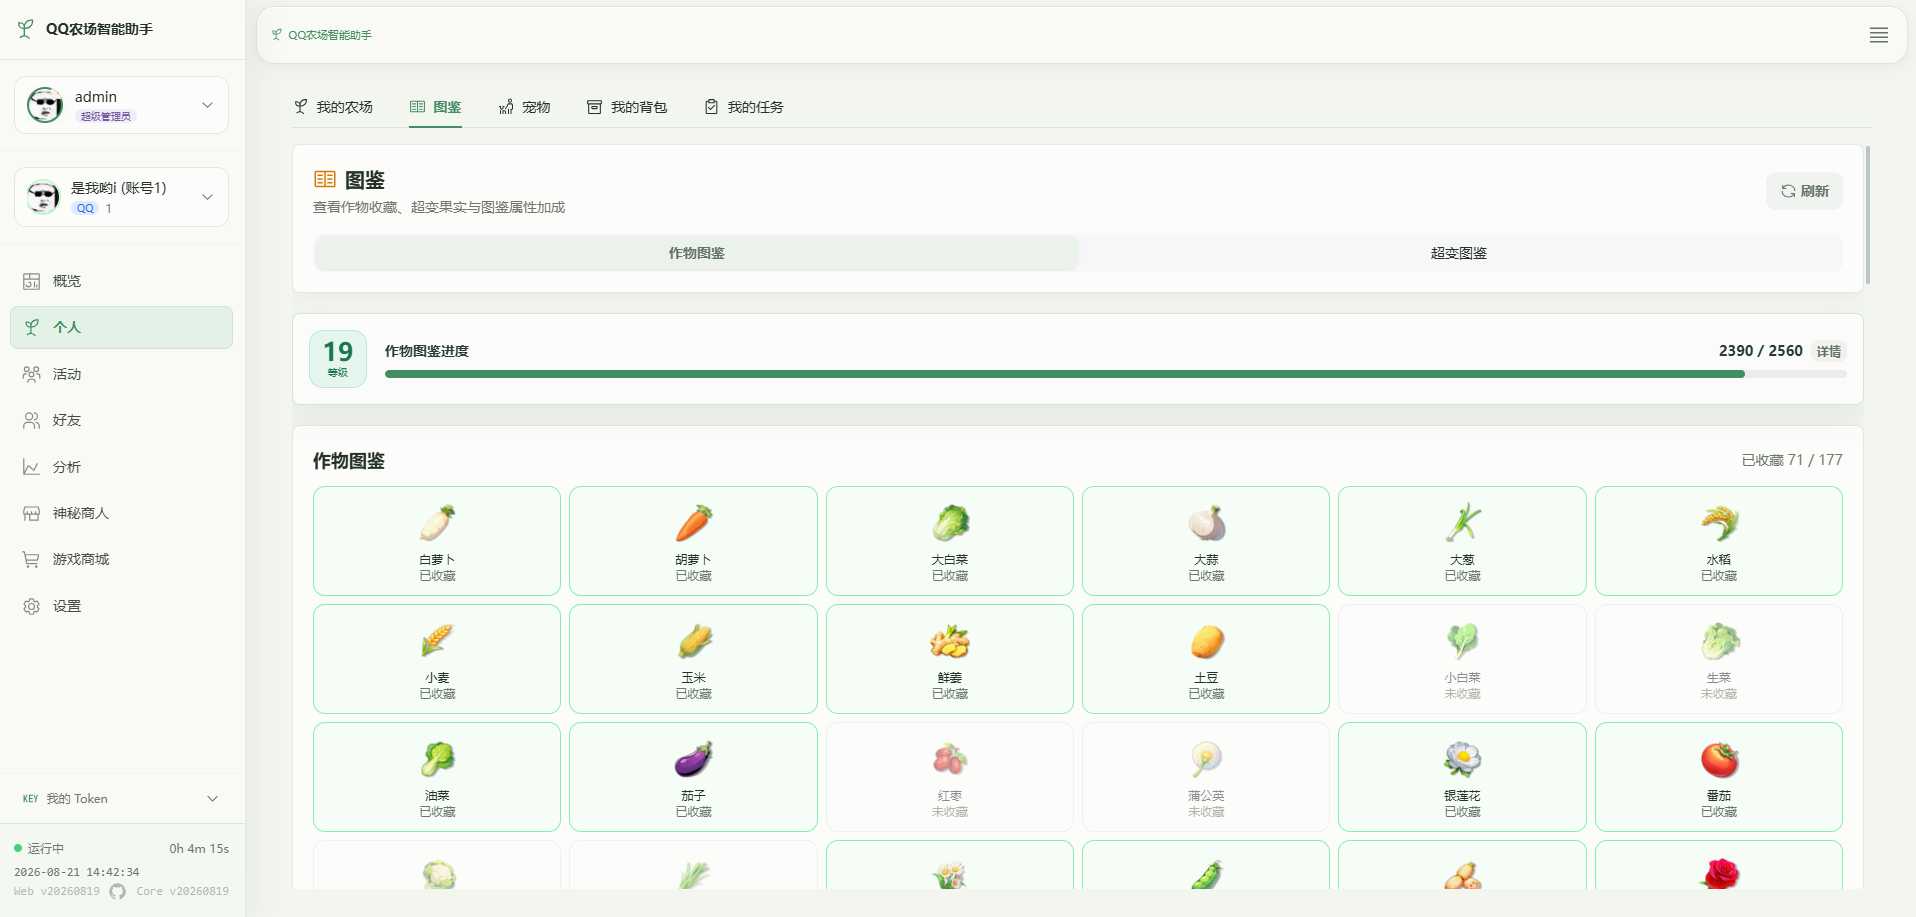 QQ农场智能助手
admin
超级管理员
是我哟i (账号1)
QQ 1
概览
个人
活动
好友
分析
神秘商人
游戏商城
设置
KEY 我的 Token
运行中 0h 4m 15s
2026-08-21 14:42:34
Web v20260819 Core v20260819
QQ农场智能助手
我的农场 图鉴 宠物 我的背包 我的任务
图鉴
查看作物收藏、超变果实与图鉴属性加成
刷新
作物图鉴 超变图鉴
19
等级
作物图鉴进度
2390 / 2560 详情
作物图鉴
已收藏 71 / 177
白萝卜 胡萝卜 大白菜 大蒜 大葱 水稻
已收藏 已收藏 已收藏 已收藏 已收藏 已收藏
小麦 玉米 鲜姜 土豆 小白菜 生菜
已收藏 已收藏 已收藏 已收藏 未收藏 未收藏
油菜 茄子 红枣 蒲公英 银莲花 番茄
已收藏 已收藏 未收藏 未收藏 已收藏 已收藏